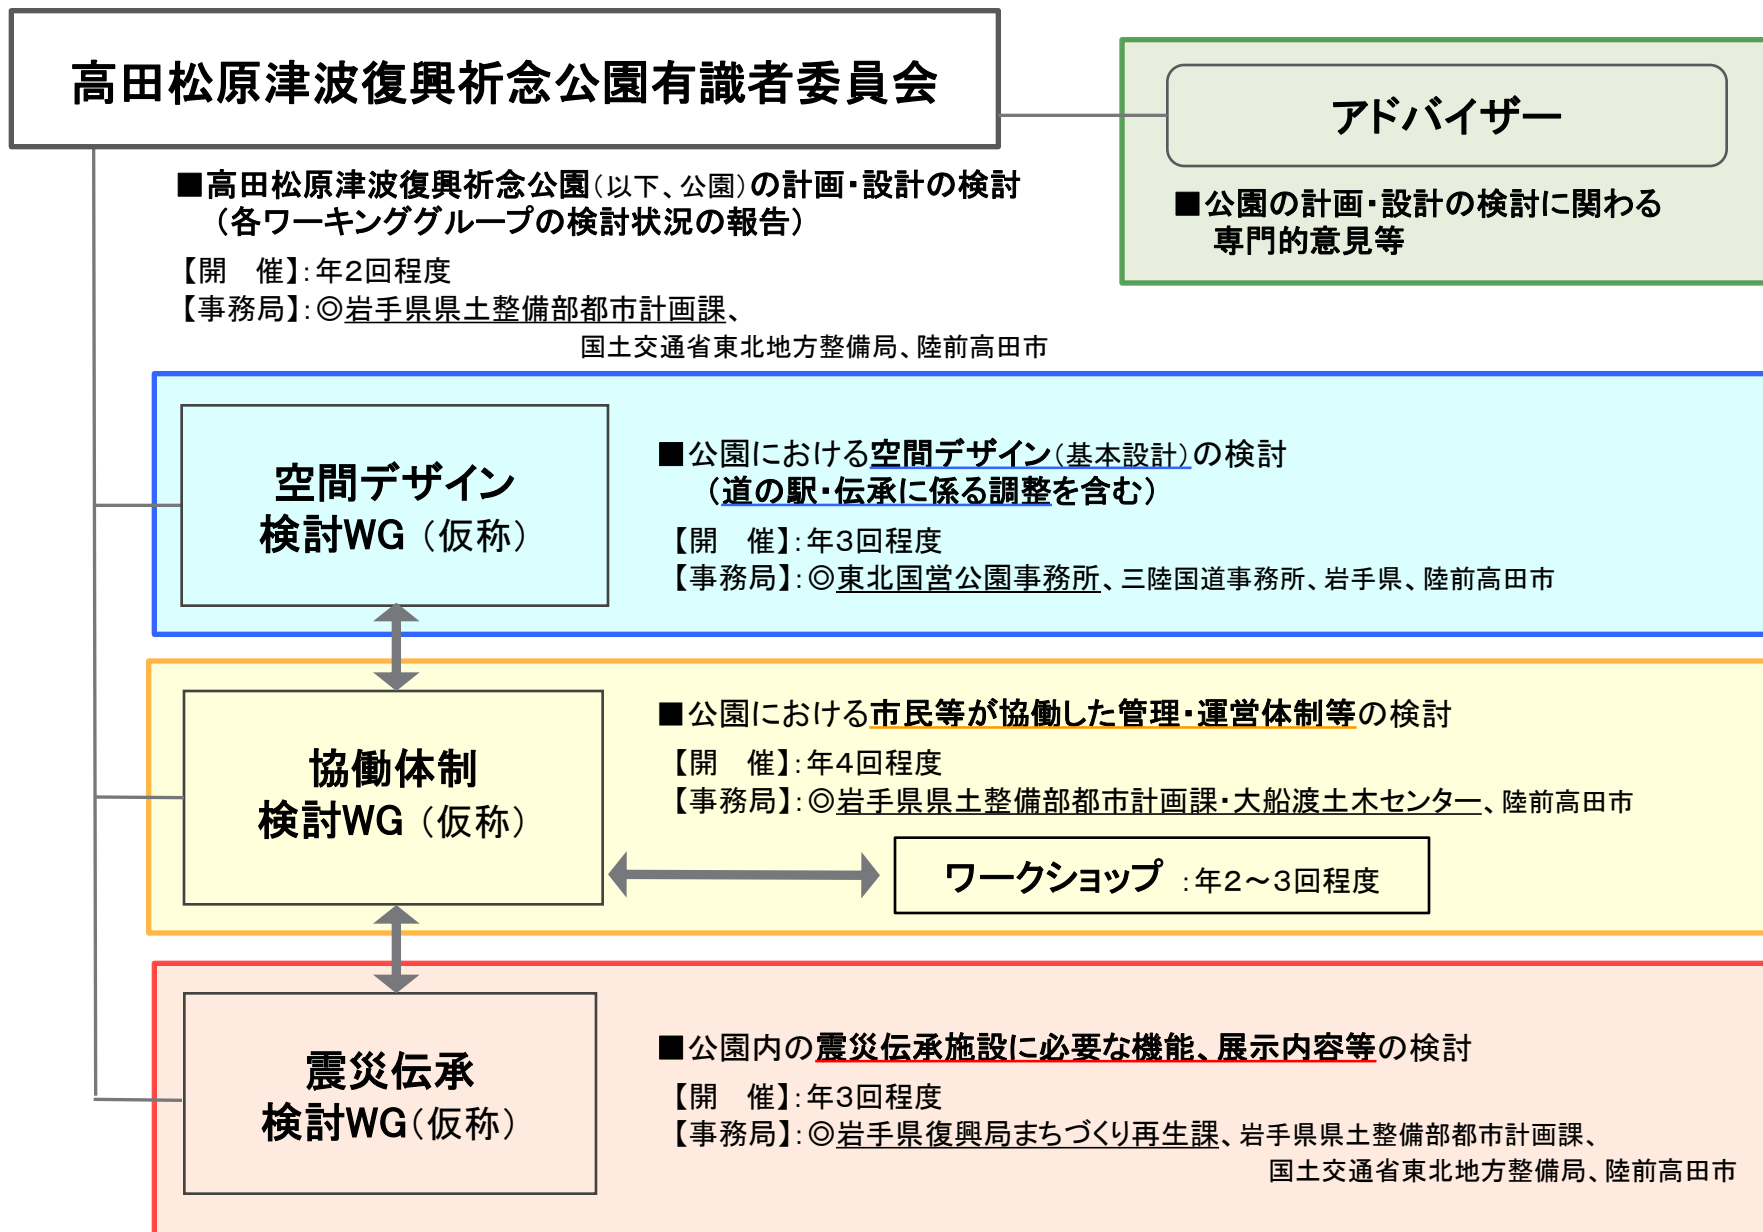 高田松原津波復興祈念公園有識者委員会
アドバイザー
■公園の計画・設計の検討に関わる
専門的意見等
■高田松原津波復興祈念公園(以下、公園)の計画・設計の検討
(各ワーキンググループの検討状況の報告)
【開　催】:年2回程度
【事務局】:◎岩手県県土整備部都市計画課、
国土交通省東北地方整備局、陸前高田市
空間デザイン
検討WG(仮称)
■公園における空間デザイン(基本設計)の検討
(道の駅・伝承に係る調整を含む)
【開　催】:年3回程度
【事務局】:◎東北国営公園事務所、三陸国道事務所、岩手県、陸前高田市
協働体制
検討WG(仮称)
■公園における市民等が協働した管理・運営体制等の検討
【開　催】:年4回程度
【事務局】:◎岩手県県土整備部都市計画課・大船渡土木センター、陸前高田市
ワークショップ :年2～3回程度
震災伝承
検討WG(仮称)
■公園内の震災伝承施設に必要な機能、展示内容等の検討
【開　催】:年3回程度
【事務局】:◎岩手県復興局まちづくり再生課、岩手県県土整備部都市計画課、
国土交通省東北地方整備局、陸前高田市